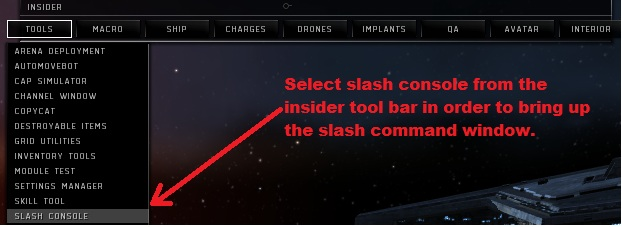 INSIDER
TOOLS MACRO SHIP CHARGES DRONES IMPLANTS QA AVATAR INTERIOR
ARENA DEPLOYMENT
AUTOMOVEBOT
CAP SIMULATOR
CHANNEL WINDOW
COPYCAT
DESTROYABLE ITEMS
GRID UTILITIES
INVENTORY TOOLS
MODULE TEST
SETTINGS MANAGER
SKILL TOOL
SLASH CONSOLE
Select slash console from the
insider tool bar in order to bring up
the slash command window.